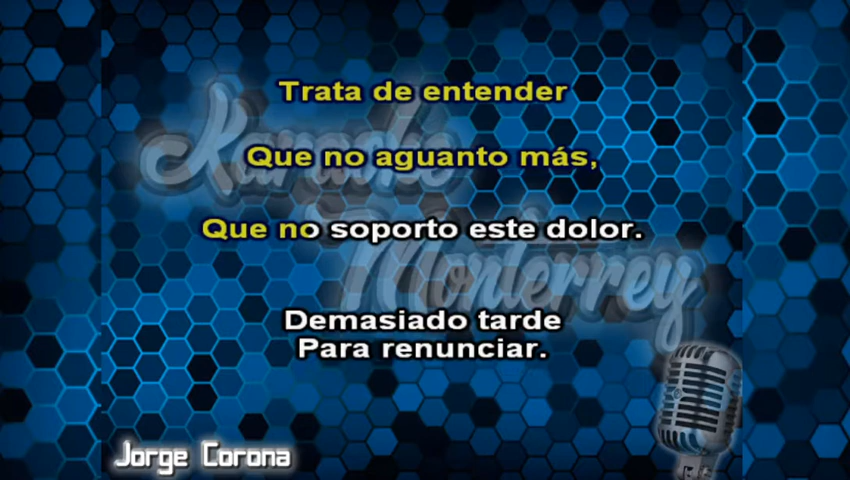 Trata de entender
Karaoke
Que no aguanto más,
Que no soporto este dolor.
Monterrey
Demasiado tarde
Para renunciar.
Jorge Corona